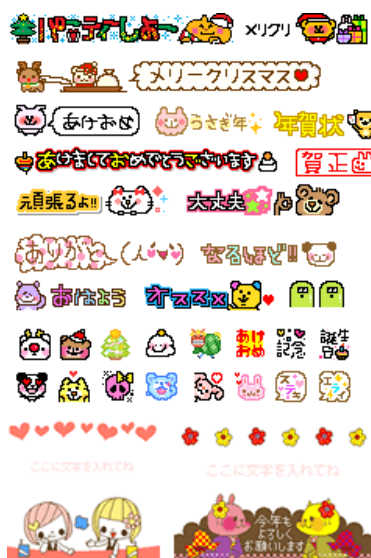 パーティしよー
メリクリ
メリークリスマス
あけおめ
うさぎ年
年賀状
あけましておめでとうございます
賀正
頑張るよ!!
大丈夫
ありがと
なるほど!!
おはよう
オススメ
あけおめ
記念
誕生日
ステキ
エライ
ここに文字を入れてね
ここに文字を入れてね
今年も
よろしく
お願いします